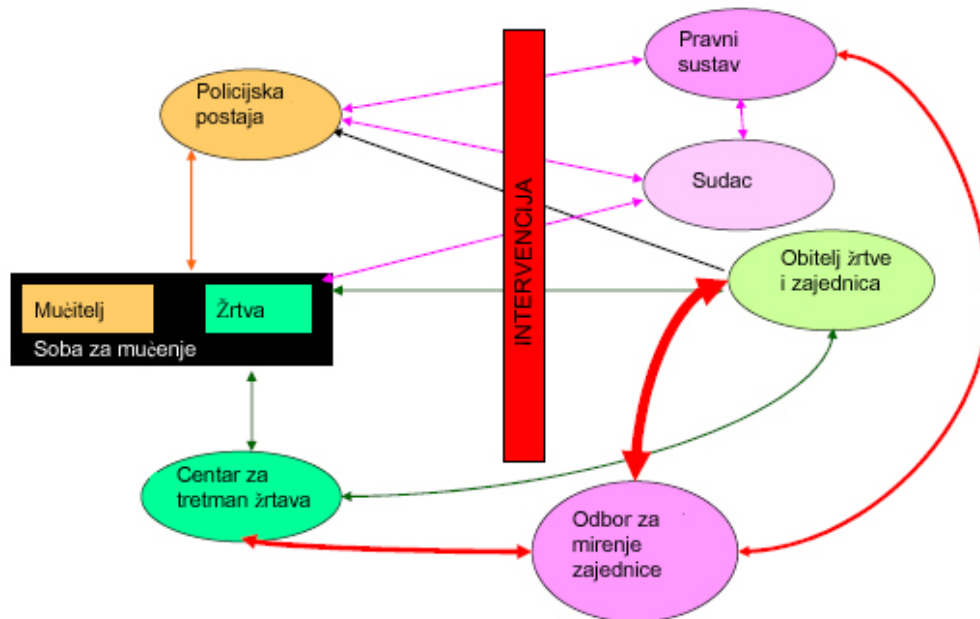 Pravni
sustav
Policijska
postaja
INTERVENCIJA
Sudac
Obitelj žrtve
i zajednica
Mučitelj
Žrtva
Soba za mučenje
Centar za
tretman žrtava
Odbor za
mirenje
zajednice